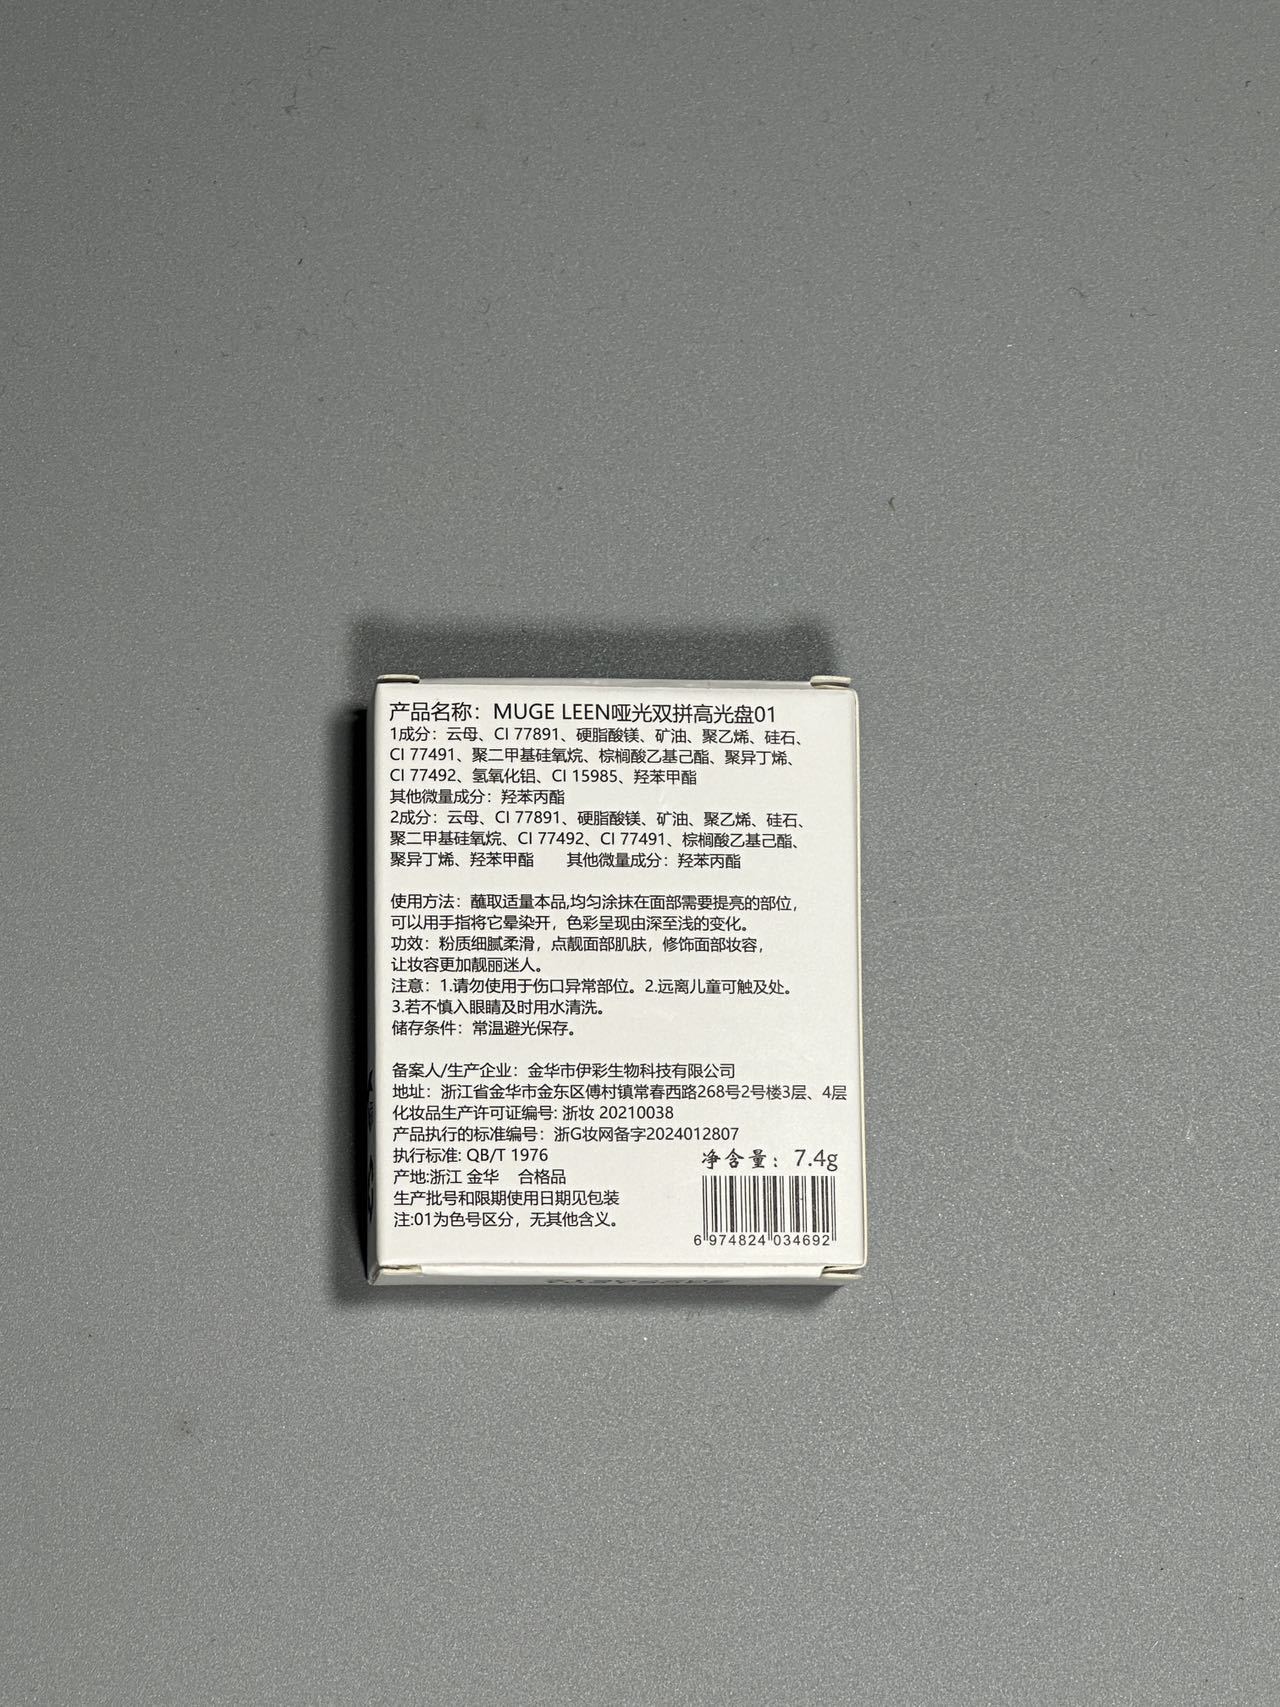 产品名称：MUGE LEEN哑光双拼高光盘01
1成分：云母、CI 77891、硬脂酸镁、矿油、聚乙烯、硅石、
CI 77491、聚二甲基硅氧烷、棕榈酸乙基己酯、聚异丁烯、
CI 77492、氢氧化铝、CI 15985、羟苯甲酯
其他微量成分：羟苯丙酯
2成分：云母、CI 77891、硬脂酸镁、矿油、聚乙烯、硅石、
聚二甲基硅氧烷、CI 77492、CI 77491、棕榈酸乙基己酯、
聚异丁烯、羟苯甲酯 其他微量成分：羟苯丙酯
使用方法：蘸取适量本品,均匀涂抹在面部需要提亮的部位，
可以用手指将它晕染开，色彩呈现由深至浅的变化。
功效：粉质细腻柔滑，点靓面部肌肤，修饰面部妆容，
让妆容更加靓丽迷人。
注意：1.请勿使用于伤口异常部位。2.远离儿童可触及处。
3.若不慎入眼睛及时用水清洗。
储存条件：常温避光保存。
备案人/生产企业：金华市伊彩生物科技有限公司
地址：浙江省金华市金东区傅村镇常春西路268号2号楼3层、4层
化妆品生产许可证编号: 浙妆 20210038
产品执行的标准编号：浙G妆网备字2024012807
执行标准: QB/T 1976
净含量：7.4g
产地:浙江 金华 合格品
生产批号和限期使用日期见包装
注:01为色号区分，无其他含义。
6 974824 034692